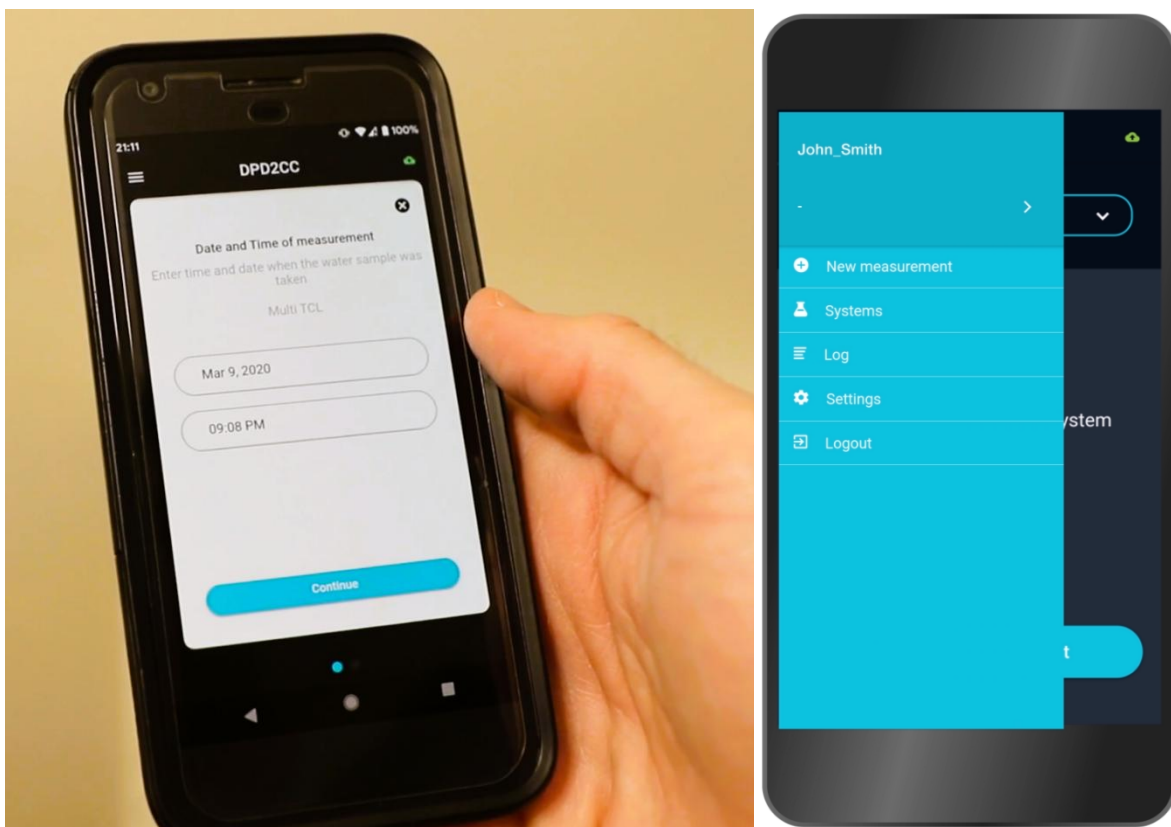 21:11
100%
DPD2CC
Date and Time of measurement
Enter time and date when the water sample was
taken
Multi TCL
Mar 9, 2020
09:08 PM
Continue
John_Smith
-
New measurement
Systems
Log
Settings
Logout
ystem
t